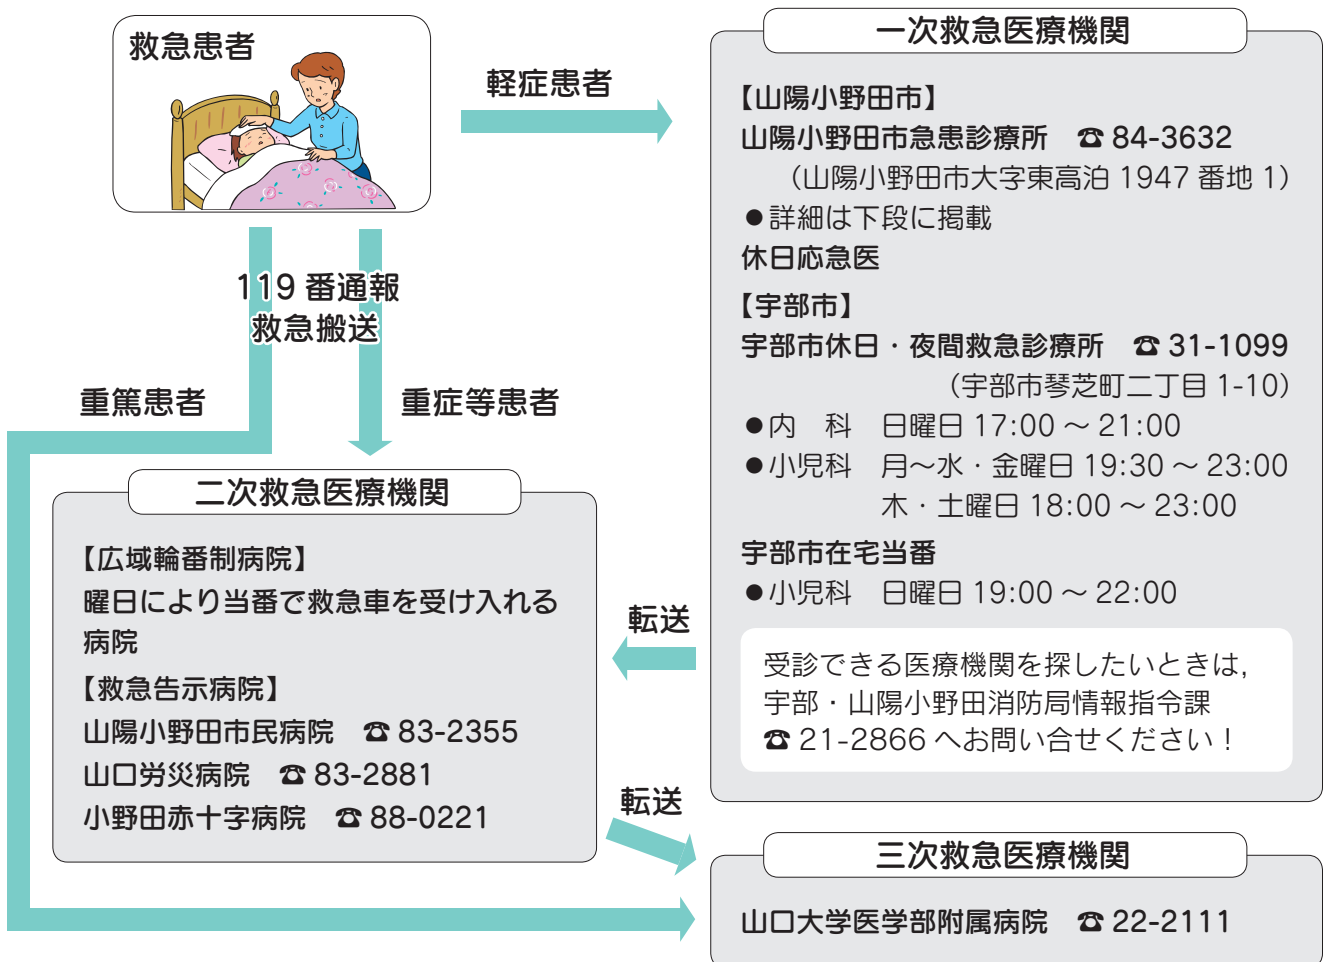 救急患者
軽症患者
119 番通報
救急搬送
重篤患者
重症等患者
一次救急医療機関
【山陽小野田市】
山陽小野田市急患診療所 ☎ 84-3632
（山陽小野田市大字東高泊 1947 番地 1）
●詳細は下段に掲載
休日応急医
【宇部市】
宇部市休日・夜間救急診療所 ☎ 31-1099
（宇部市琴芝町二丁目 1-10）
●内　科　日曜日 17:00 ～ 21:00
●小児科　月～水・金曜日 19:30 ～ 23:00
木・土曜日 18:00 ～ 23:00
宇部市在宅当番
●小児科　日曜日 19:00 ～ 22:00
受診できる医療機関を探したいときは，
宇部・山陽小野田消防局情報指令課
☎ 21-2866 へお問い合せください！
転送
二次救急医療機関
【広域輪番制病院】
曜日により当番で救急車を受け入れる
病院
【救急告示病院】
山陽小野田市民病院 ☎ 83-2355
山口労災病院 ☎ 83-2881
小野田赤十字病院 ☎ 88-0221
転送
三次救急医療機関
山口大学医学部附属病院 ☎ 22-2111